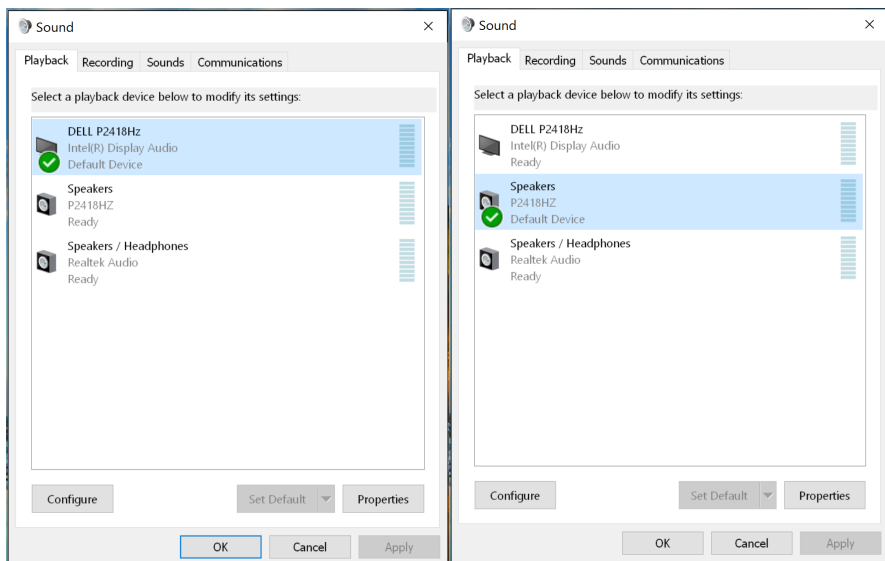 Sound
Playback Recording Sounds Communications
Select a playback device below to modify its settings:
DELL P2418Hz
Intel(R) Display Audio
Default Device
Speakers
P2418HZ
Ready
Speakers / Headphones
Realtek Audio
Ready
Configure Set Default Properties
OK Cancel Apply
Sound
Playback Recording Sounds Communications
Select a playback device below to modify its settings:
DELL P2418Hz
Intel(R) Display Audio
Ready
Speakers
P2418HZ
Default Device
Speakers / Headphones
Realtek Audio
Ready
Configure Set Default Properties
OK Cancel Apply